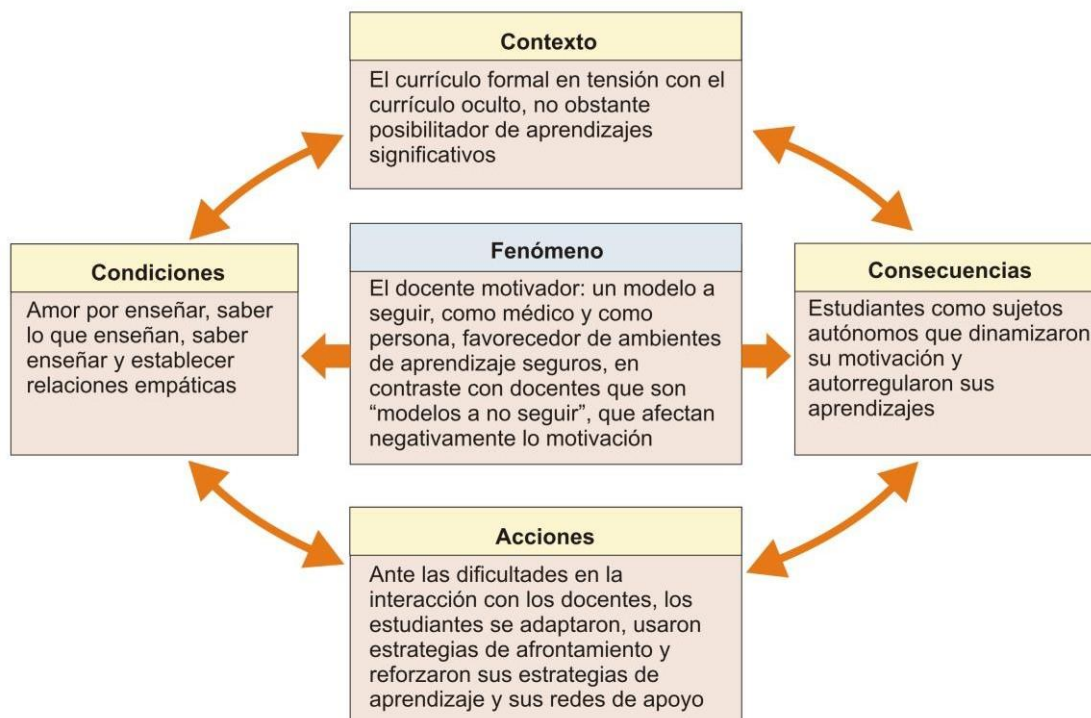 Contexto
El currículo formal en tensión con el
currículo oculto, no obstante
posibilitador de aprendizajes
significativos
Condiciones
Amor por enseñar, saber
lo que enseñan, saber
enseñar y establecer
relaciones empáticas
Fenómeno
El docente motivador: un modelo a
seguir, como médico y como
persona, favorecedor de ambientes
de aprendizaje seguros, en
contraste con docentes que son
“modelos a no seguir”, que afectan
negativamente lo motivación
Consecuencias
Estudiantes como sujetos
autónomos que dinamizaron
su motivación y
autorregularon sus
aprendizajes
Acciones
Ante las dificultades en la
interacción con los docentes, los
estudiantes se adaptaron, usaron
estrategias de afrontamiento y
reforzaron sus estrategias de
aprendizaje y sus redes de apoyo